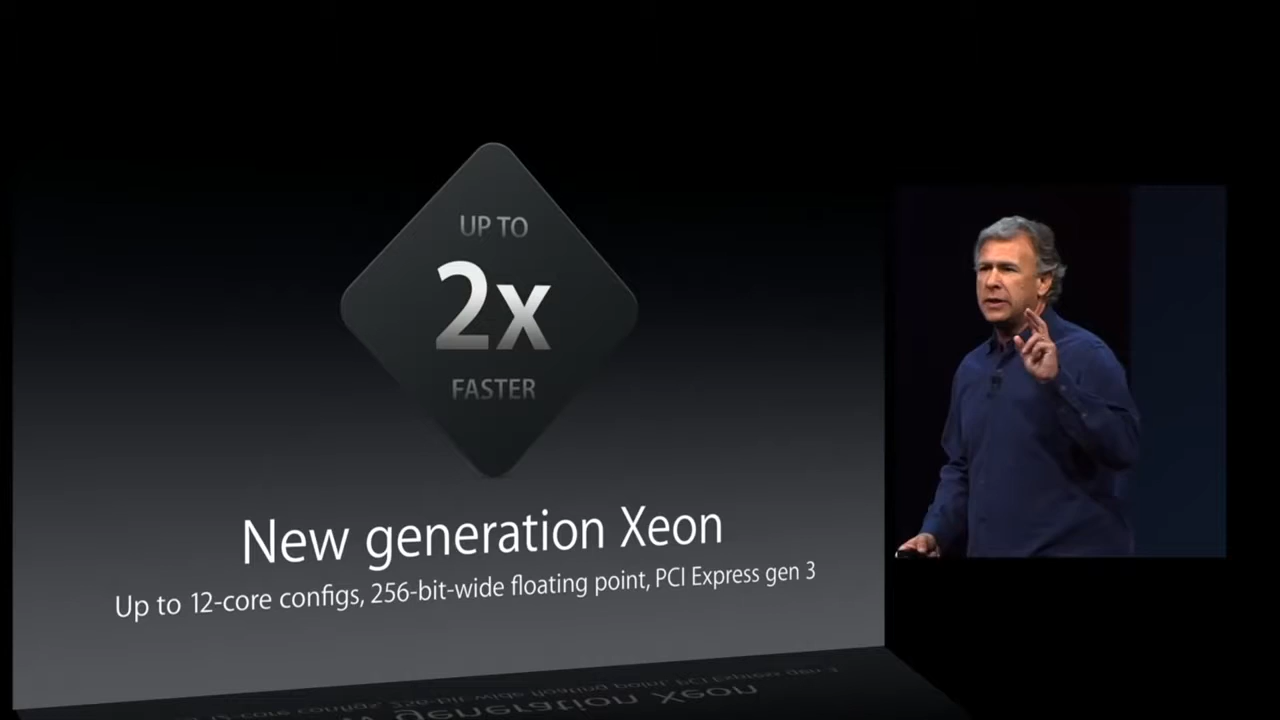 UP TO
2x
FASTER
New generation Xeon
Up to 12-core configs, 256-bit-wide floating point, PCI Express gen 3